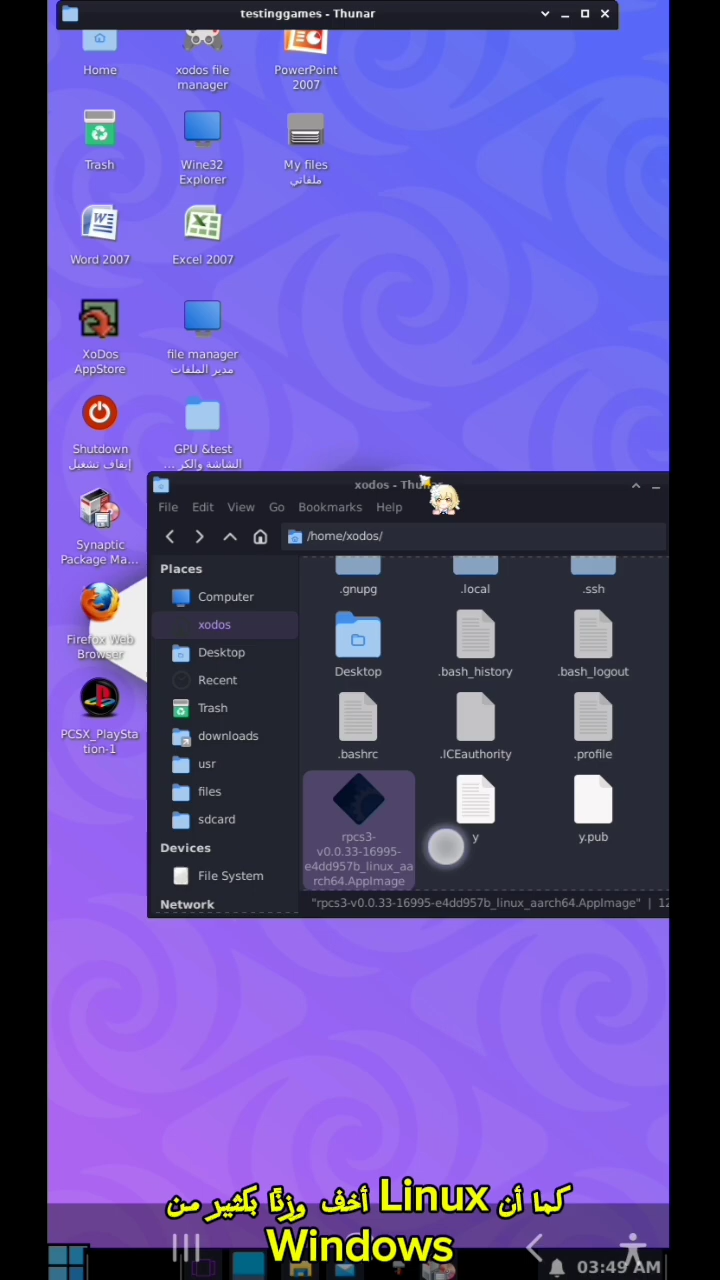 testinggames - Thunar
Home
xodos file
manager
PowerPoint
2007
Trash
Wine32
Explorer
My files
ملفاتي
Word 2007
Excel 2007
XoDos
AppStore
file manager
مدير الملفات
Shutdown
إيقاف تشغيل
GPU &test
الشاشة والكر ...
Synaptic
Package Ma...
Firefox Web
Browser
PCSX_PlaySta
tion-1
xodos - Thu
File Edit View Go Bookmarks Help
/home/xodos/
Places
Computer
xodos
Desktop
Recent
Trash
downloads
usr
files
sdcard
Devices
File System
Network
.gnupg
.local
.ssh
Desktop
.bash_history
.bash_logout
.bashrc
.ICEauthority
.profile
rpcs3-
v0.0.33-16995-
e4dd957b_linux_aa
rch64.AppImage
y
y.pub
"rpcs3-v0.0.33-16995-e4dd957b_linux_aarch64.AppImage" | 12
كما أن Linux أخف وزنًا بكثير من
Windows
03:49 AM